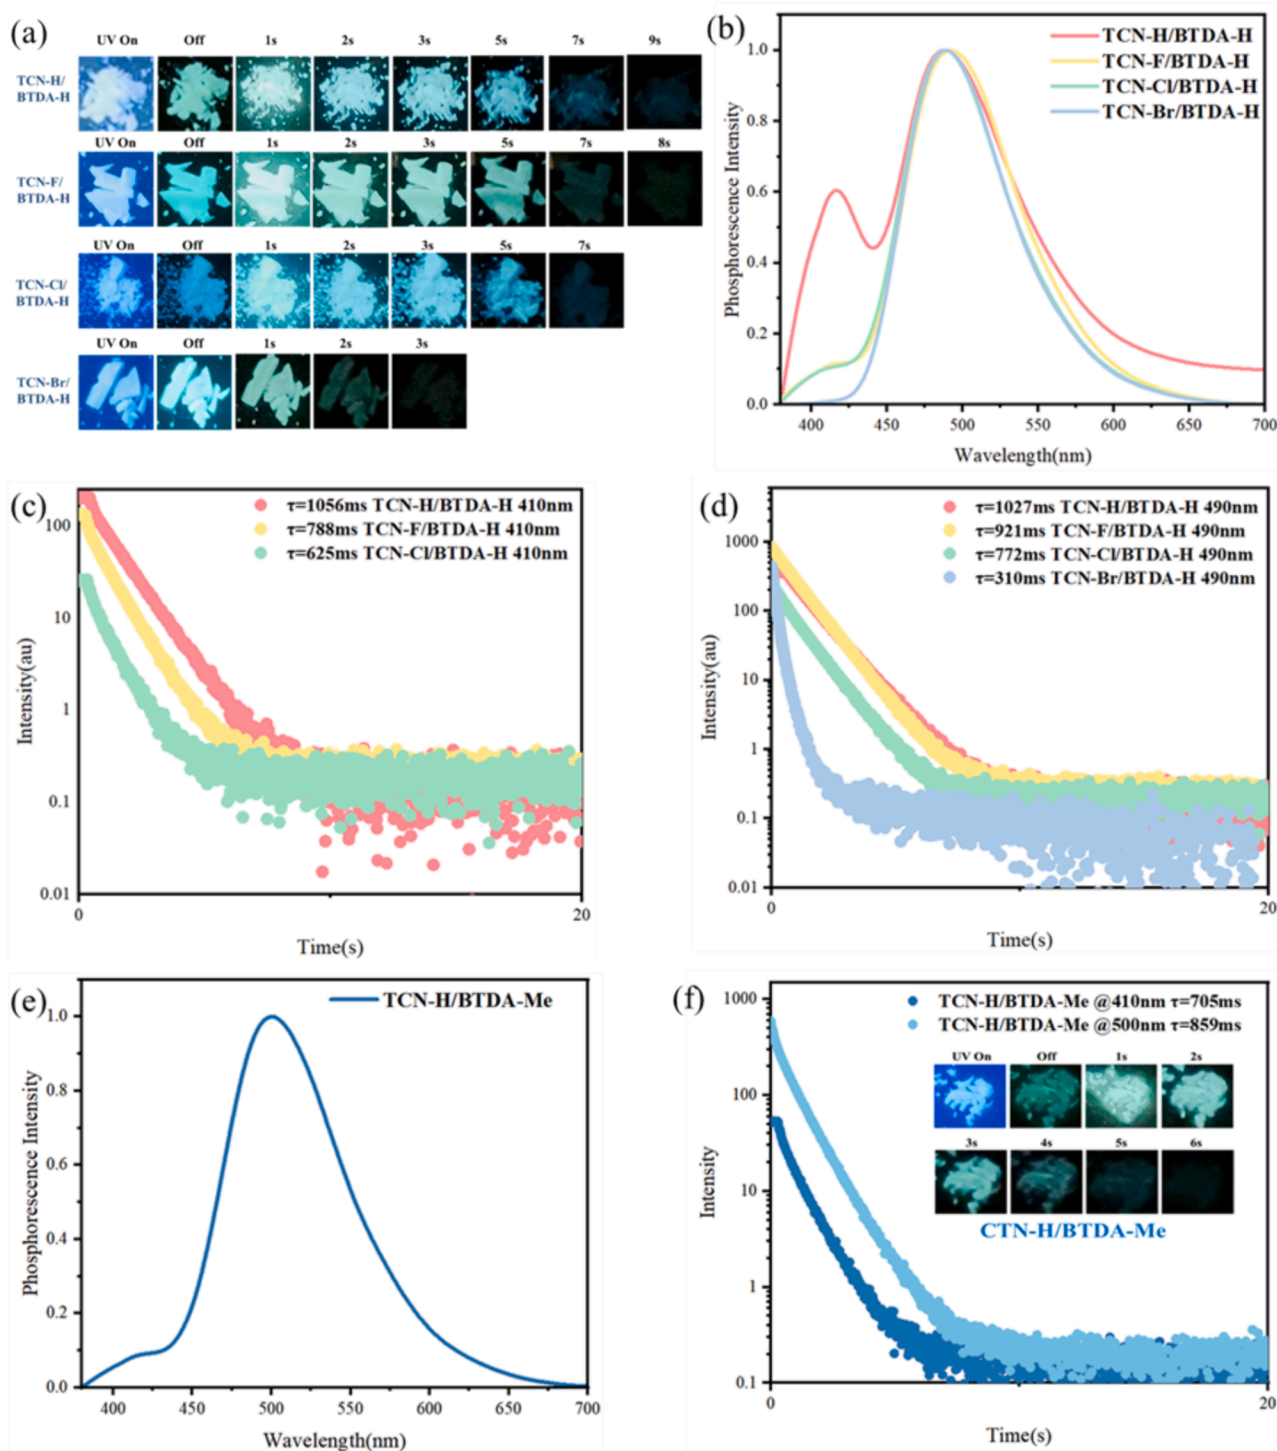 (a)
UV On Off 1s 2s 3s 5s 7s 9s
TCN-H/
BTDA-H
UV On Off 1s 2s 3s 5s 7s 8s
TCN-F/
BTDA-H
UV On Off 1s 2s 3s 5s 7s
TCN-Cl/
BTDA-H
UV On Off 1s 2s 3s
TCN-Br/
BTDA-H
(b)
TCN-H/BTDA-H
TCN-F/BTDA-H
TCN-Cl/BTDA-H
TCN-Br/BTDA-H
Phosphorescence Intensity
1.0
0.8
0.6
0.4
0.2
0.0
400 450 500 550 600 650 700
Wavelength(nm)
(c)
τ=1056ms TCN-H/BTDA-H 410nm
τ=788ms TCN-F/BTDA-H 410nm
τ=625ms TCN-Cl/BTDA-H 410nm
Intensity(au)
100
10
1
0.1
0.01
0 20
Time(s)
(d)
τ=1027ms TCN-H/BTDA-H 490nm
τ=921ms TCN-F/BTDA-H 490nm
τ=772ms TCN-Cl/BTDA-H 490nm
τ=310ms TCN-Br/BTDA-H 490nm
Intensity(au)
1000
100
10
1
0.1
0.01
0 20
Time(s)
(e)
TCN-H/BTDA-Me
Phosphorescence Intensity
1.0
0.8
0.6
0.4
0.2
0.0
400 450 500 550 600 650 700
Wavelength(nm)
(f)
TCN-H/BTDA-Me @410nm τ=705ms
TCN-H/BTDA-Me @500nm τ=859ms
UV On Off 1s 2s
3s 4s 5s 6s
CTN-H/BTDA-Me
Intensity
1000
100
10
1
0.1
0 20
Time(s)